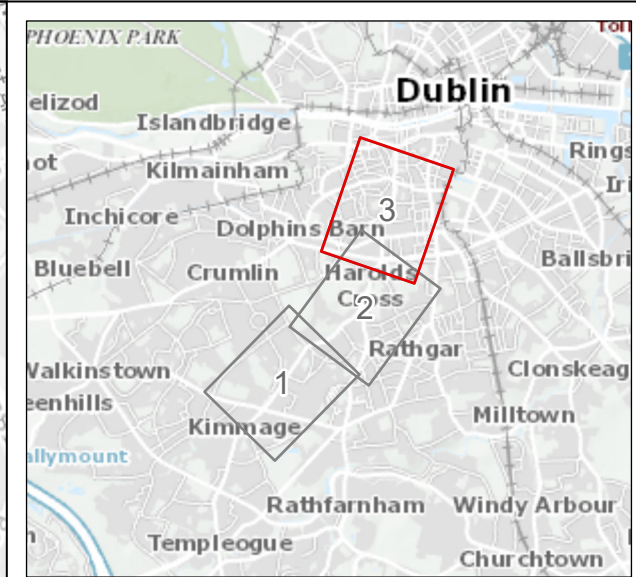 PHOENIX PARK
Dublin
elizod
Islandbridge
Rings
Kilmainham
Inchicore
3
Dolphins Barn
Ballsbri
Bluebell
Crumlin
Harolds
Cross
2
Rathgar
Walkinstown
Clonskeag
1
eenhills
Milltown
Kimmage
allymount
Rathfarnham
Windy Arbour
Templeogue
Churchtown